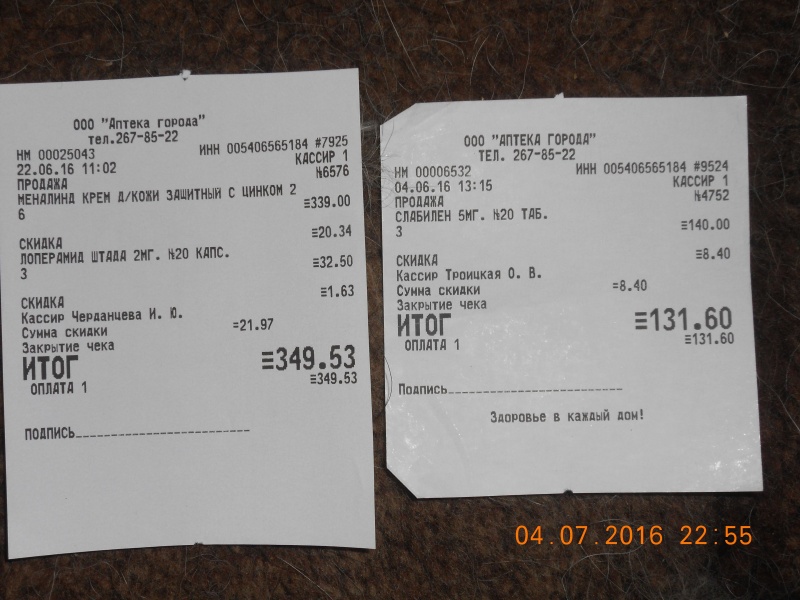 ООО "Аптека города"
тел.267-85-22
НМ 00025043 ИНН 005406565184 #7925
22.06.16 11:02 КАССИР 1
ПРОДАЖА №6576
МЕНАЛИНД КРЕМ Д/КОЖИ ЗАЩИТНЫЙ С ЦИНКОМ 2
6 ≡339.00
СКИДКА ≡20.34
ЛОПЕРАМИД ШТАДА 2МГ. №20 КАПС.
3 ≡32.50
СКИДКА ≡1.63
Кассир Черданцева И. Ю.
Сумма скидки =21.97
Закрытие чека
ИТОГ ≡349.53
ОПЛАТА 1 ≡349.53
ПОДПИСЬ__________________________
ООО "АПТЕКА ГОРОДА"
ТЕЛ. 267-85-22
НМ 00006532 ИНН 005406565184 #9524
04.06.16 13:15 КАССИР 1
ПРОДАЖА №4752
СЛАБИЛЕН 5МГ. №20 ТАБ.
3 ≡140.00
СКИДКА ≡8.40
Кассир Троицкая О. В.
Сумма скидки =8.40
Закрытие чека
ИТОГ ≡131.60
ОПЛАТА 1 ≡131.60
Подпись__________________________
Здоровье в каждый дом!
04.07.2016 22:55